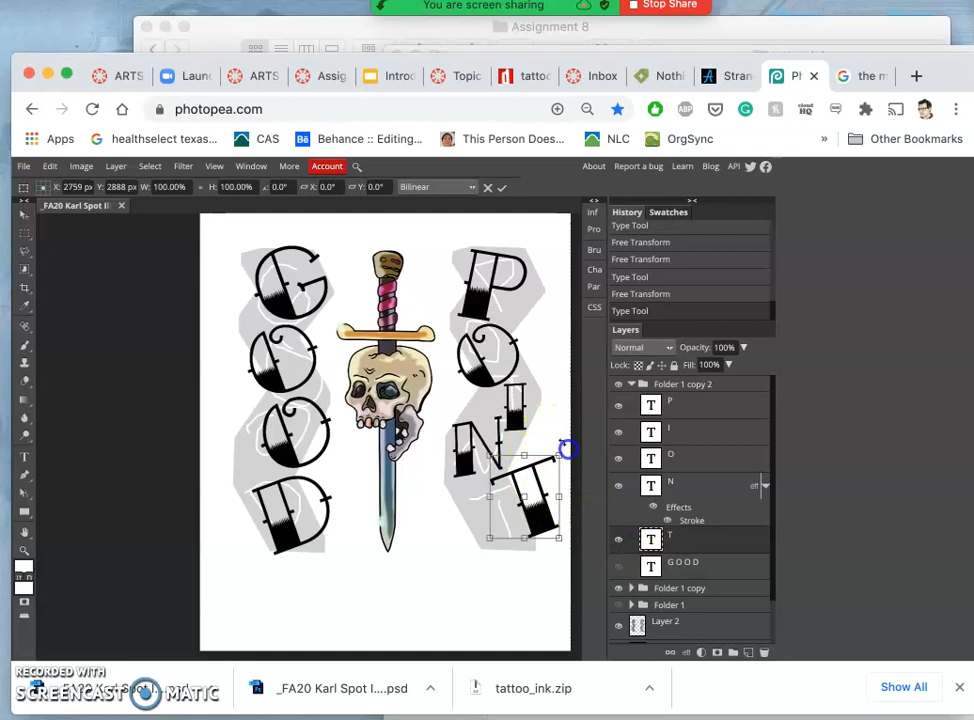 You are screen sharing
Stop Share
Assignment 8
ARTS
Laun
ARTS
Assig
Intro
Topic
tattoo
Inbox
Nothi
Stran
Ph
the m
photopea.com
ABP
Apps
healthselect texas...
CAS
Behance :: Editing...
This Person Does...
NLC
OrgSync
»
Other Bookmarks
File Edit Image Layer Select Filter View Window More Account
About Report a bug Learn Blog API
X: 2759 px Y: 2888 px W: 100.00% H: 100.00% 0.0° X: 0.0° Y: 0.0° Bilinear
_FA20 Karl Spot Il
Inf
Pro
Bru
Cha
Par
CSS
History Swatches
Type Tool
Free Transform
Free Transform
Type Tool
Free Transform
Type Tool
Layers
Normal Opacity: 100%
Lock: Fill: 100%
Folder 1 copy 2
T P
T I
T O
T N eff
Effects
Stroke
T T
T G O O D
Folder 1 copy
Folder 1
Layer 2
eff
G
O
O
D
P
O
I
N
T
RECORDED WITH
SCREENCAST MATIC
_FA20 Karl Spot I....psd
tattoo_ink.zip
Show All